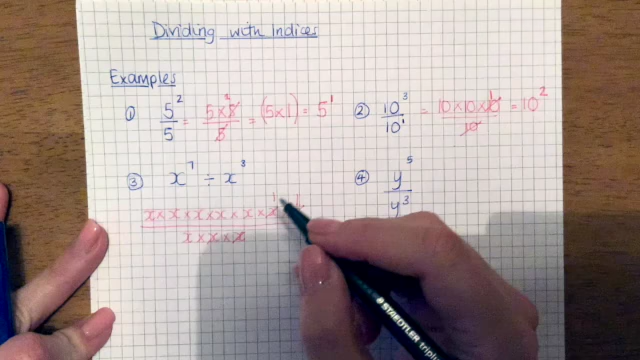 Dividing with Indices
Examples
① 5² / 5 = 5 × 5 / 5 = (5 × 1) = 5¹
② 10³ / 10¹ = 10 × 10 × 10 / 10 = 10²
③ x⁷ ÷ x³
x × x × x × x × x × x
x × x × x
④ y⁵ / y³
STAEDTLER triplus